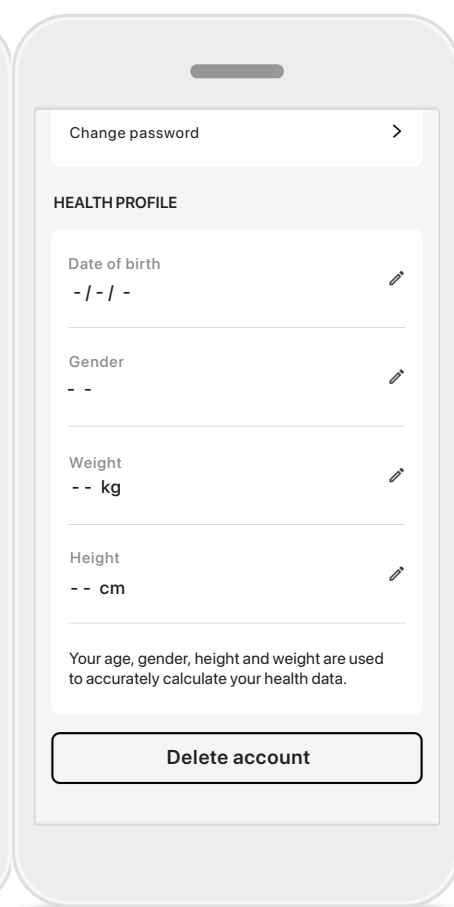 Change password
HEALTH PROFILE
Date of birth
- / - / -
Gender
- -
Weight
- - kg
Height
- - cm
Your age, gender, height and weight are used
to accurately calculate your health data.
Delete account